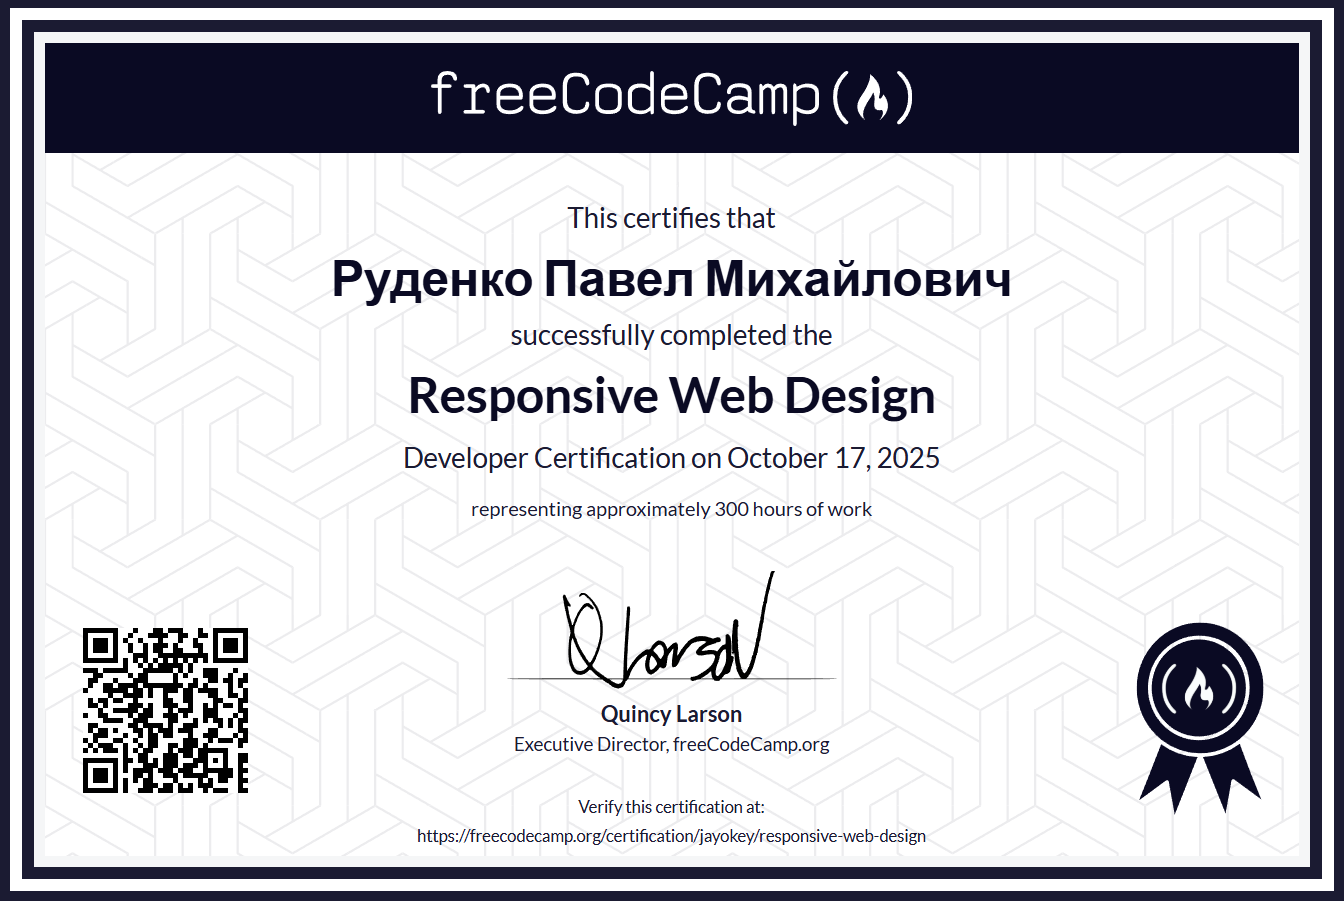 freeCodeCamp
This certifies that
Руденко Павел Михайлович
successfully completed the
Responsive Web Design
Developer Certification on October 17, 2025
representing approximately 300 hours of work
Q Larson
Quincy Larson
Executive Director, freeCodeCamp.org
Verify this certification at:
https://freecodecamp.org/certification/jayokey/responsive-web-design